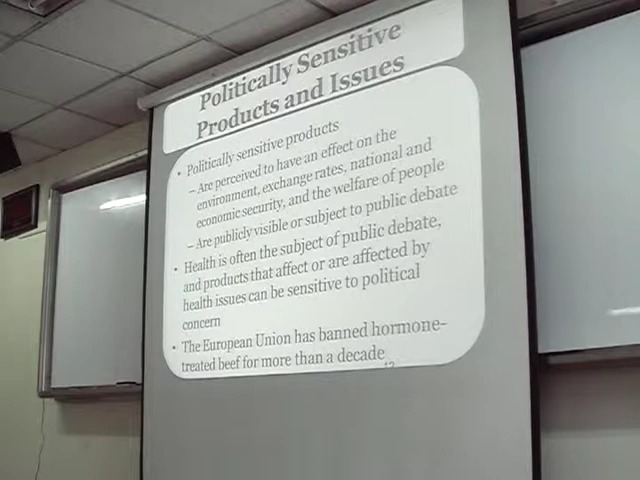 Politically Sensitive
Products and Issues
• Politically sensitive products
– Are perceived to have an effect on the
environment, exchange rates, national and
economic security, and the welfare of people
– Are publicly visible or subject to public debate
• Health is often the subject of public debate,
and products that affect or are affected by
health issues can be sensitive to political
concern
• The European Union has banned hormone-
treated beef for more than a decade